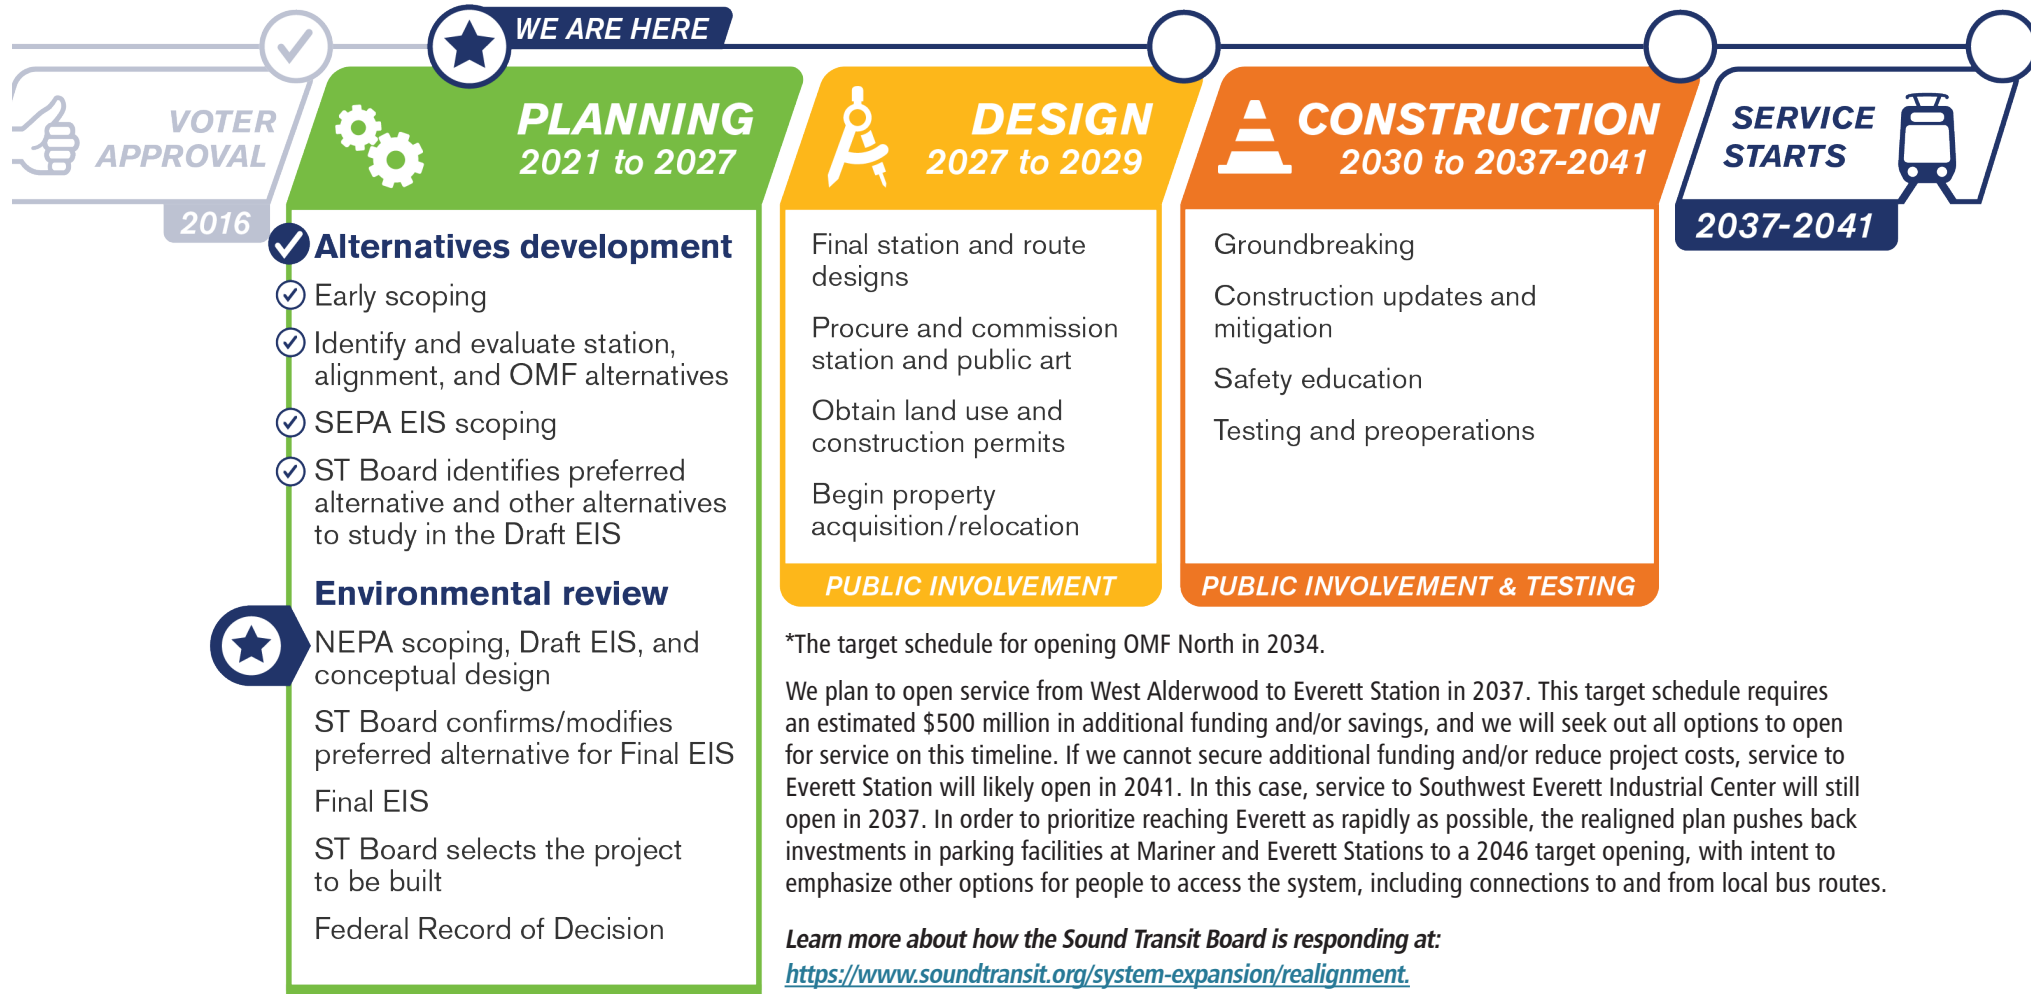 WE ARE HERE
VOTER
APPROVAL
2016
PLANNING
2021 to 2027
Alternatives development
Early scoping
Identify and evaluate station,
alignment, and OMF alternatives
SEPA EIS scoping
ST Board identifies preferred
alternative and other alternatives
to study in the Draft EIS
Environmental review
NEPA scoping, Draft EIS, and
conceptual design
ST Board confirms/modifies
preferred alternative for Final EIS
Final EIS
ST Board selects the project
to be built
Federal Record of Decision
DESIGN
2027 to 2029
Final station and route
designs
Procure and commission
station and public art
Obtain land use and
construction permits
Begin property
acquisition/relocation
PUBLIC INVOLVEMENT
CONSTRUCTION
2030 to 2037-2041
Groundbreaking
Construction updates and
mitigation
Safety education
Testing and preoperations
PUBLIC INVOLVEMENT & TESTING
SERVICE
STARTS
2037-2041
*The target schedule for opening OMF North in 2034.
We plan to open service from West Alderwood to Everett Station in 2037. This target schedule requires
an estimated $500 million in additional funding and/or savings, and we will seek out all options to open
for service on this timeline. If we cannot secure additional funding and/or reduce project costs, service to
Everett Station will likely open in 2041. In this case, service to Southwest Everett Industrial Center will still
open in 2037. In order to prioritize reaching Everett as rapidly as possible, the realigned plan pushes back
investments in parking facilities at Mariner and Everett Stations to a 2046 target opening, with intent to
emphasize other options for people to access the system, including connections to and from local bus routes.
Learn more about how the Sound Transit Board is responding at:
https://www.soundtransit.org/system-expansion/realignment.